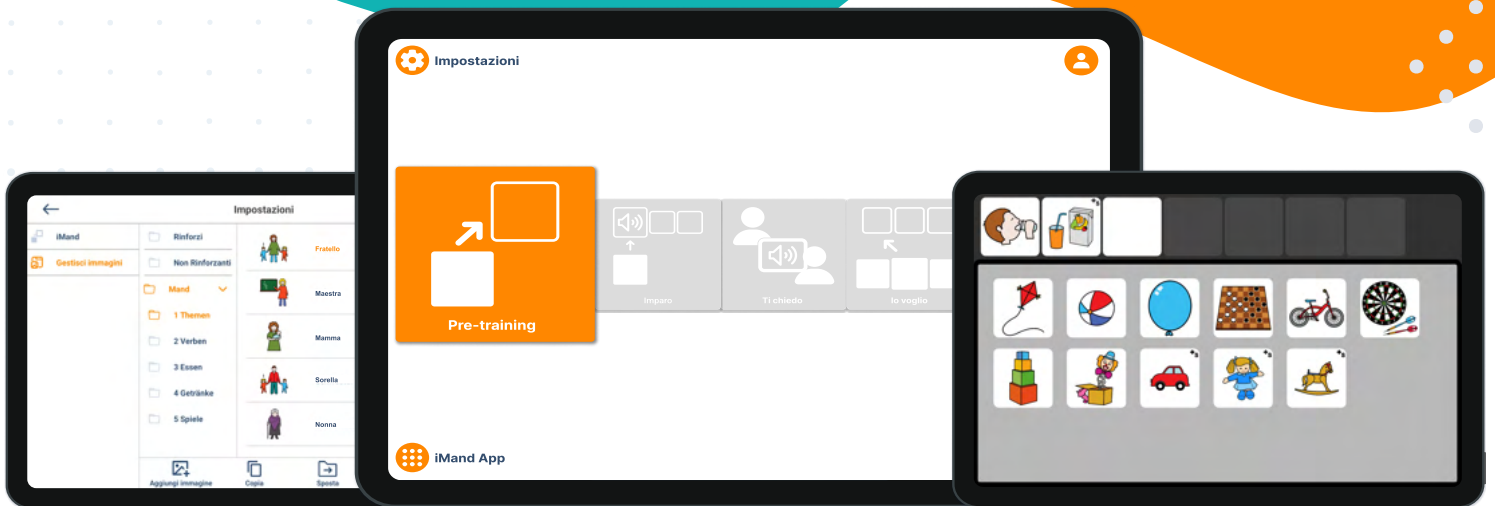 Impostazioni
Pre-training
Imparo
Ti chiedo
Io voglio
iMand App
Impostazioni
iMand
Gestisci immagini
Rinforzi
Non Rinforzanti
Mand
1 Themen
2 Verben
3 Essen
4 Getränke
5 Spiele
Fratello
Maestra
Mamma
Sorella
Nonna
Aggiungi immagine
Copia
Sposta